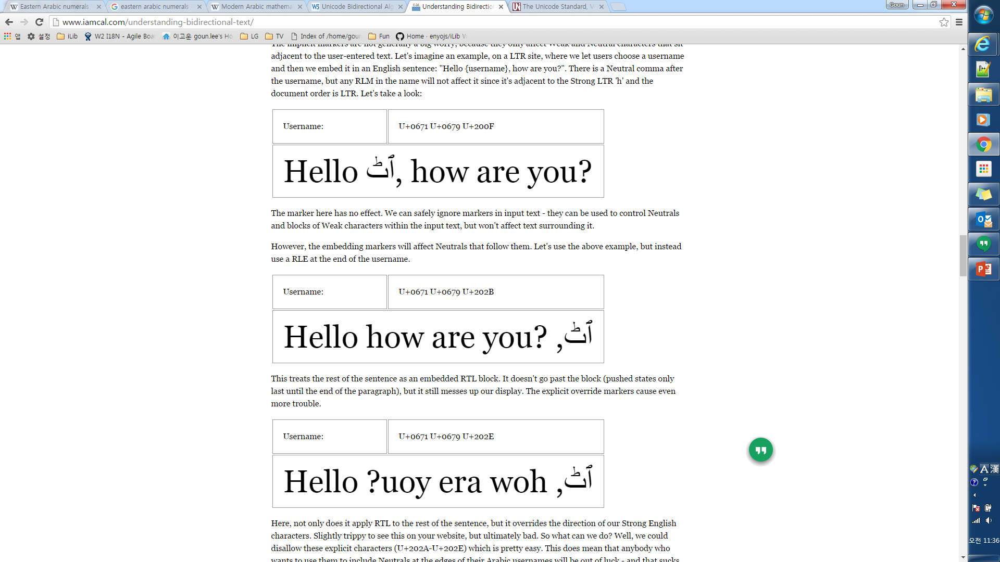 Eastern Arabic numerals
eastern arabic numerals -
Modern Arabic mathema
Unicode Bidirectional Alg
Understanding Bidirection
The Unicode Standard, V
Goun
www.iamcal.com/understanding-bidirectional-text/
앱 설정 iLib W2 I18N - Agile Boar 이고운 goun.lee's Ho LG TV Index of /home/gour Fun Home · enyojs/iLib W
The implicit markers are not generally a big worry, because they only affect Weak and Neutral characters that sit
adjacent to the user-entered text. Let's imagine an example, on a LTR site, where we let users choose a username
and then we embed it in an English sentence: "Hello {username}, how are you?". There is a Neutral comma after
the username, but any RLM in the name will not affect it since it's adjacent to the Strong LTR 'h' and the
document order is LTR. Let's take a look:
Username: U+0671 U+0679 U+200F
Hello ٱٹ, how are you?
The marker here has no effect. We can safely ignore markers in input text - they can be used to control Neutrals
and blocks of Weak characters within the input text, but won't affect text surrounding it.
However, the embedding markers will affect Neutrals that follow them. Let's use the above example, but instead
use a RLE at the end of the username.
Username: U+0671 U+0679 U+202B
Hello how are you? ,ٱٹ
This treats the rest of the sentence as an embedded RTL block. It doesn't go past the block (pushed states only
last until the end of the paragraph), but it still messes up our display. The explicit override markers cause even
more trouble.
Username: U+0671 U+0679 U+202E
Hello ?uoy era woh ,ٱٹ
Here, not only does it apply RTL to the rest of the sentence, but it overrides the direction of our Strong English
characters. Slightly trippy to see this on your website, but ultimately bad. So what can we do? Well, we could
disallow these explicit characters (U+202A-U+202E) which is pretty easy. This does mean that anybody who
wants to use them to include Neutrals at the edges of their Arabic usernames will be out of luck - and that sucks
A 漢
오전 11:36